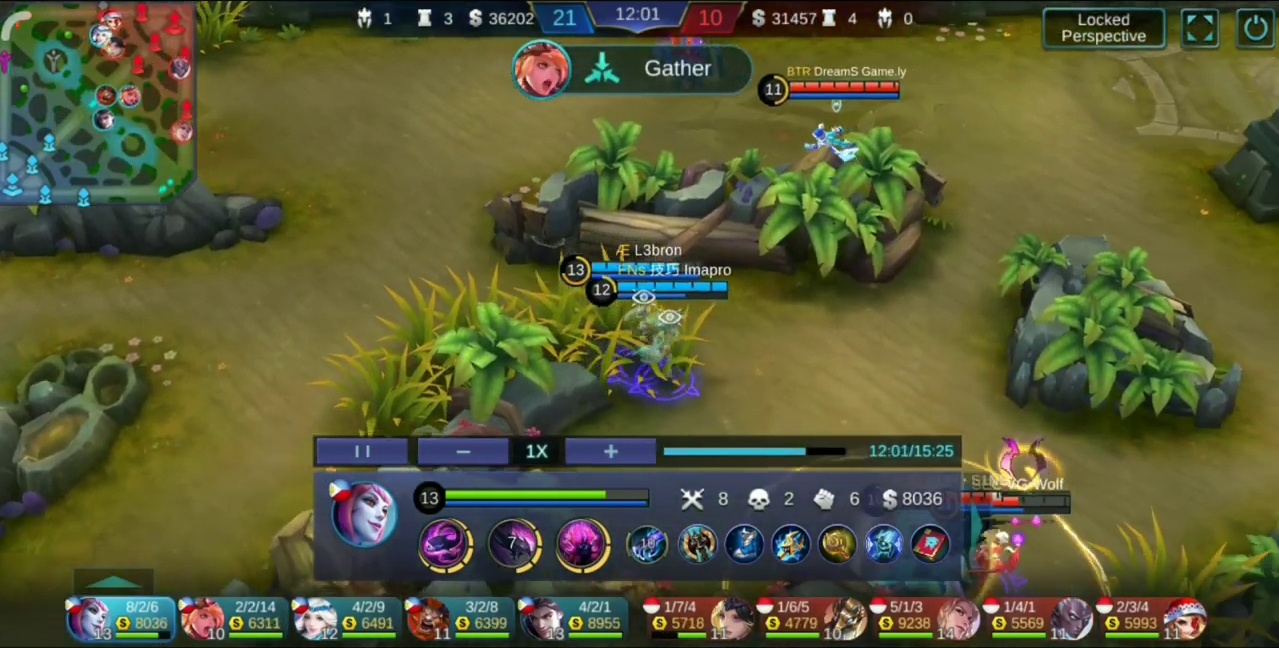 1 3 $ 36202 21 12:01 10 $ 31457 4 0
Locked
Perspective
Gather
11 BTR DreamS Game.ly
13 Æ L3bron
12 ENs 技巧 Imapro
1X 12:01/15:25
VG Wolf
13 8 2 6 $ 8036
7
8/2/6 2/2/14 4/2/9 3/2/8 4/2/1 1/7/4 1/6/5 5/1/3 1/4/1 2/3/4
8036 6311 6491 6399 8955 5718 4779 9238 5569 5993
13 10 12 11 13 11 10 14 11 11